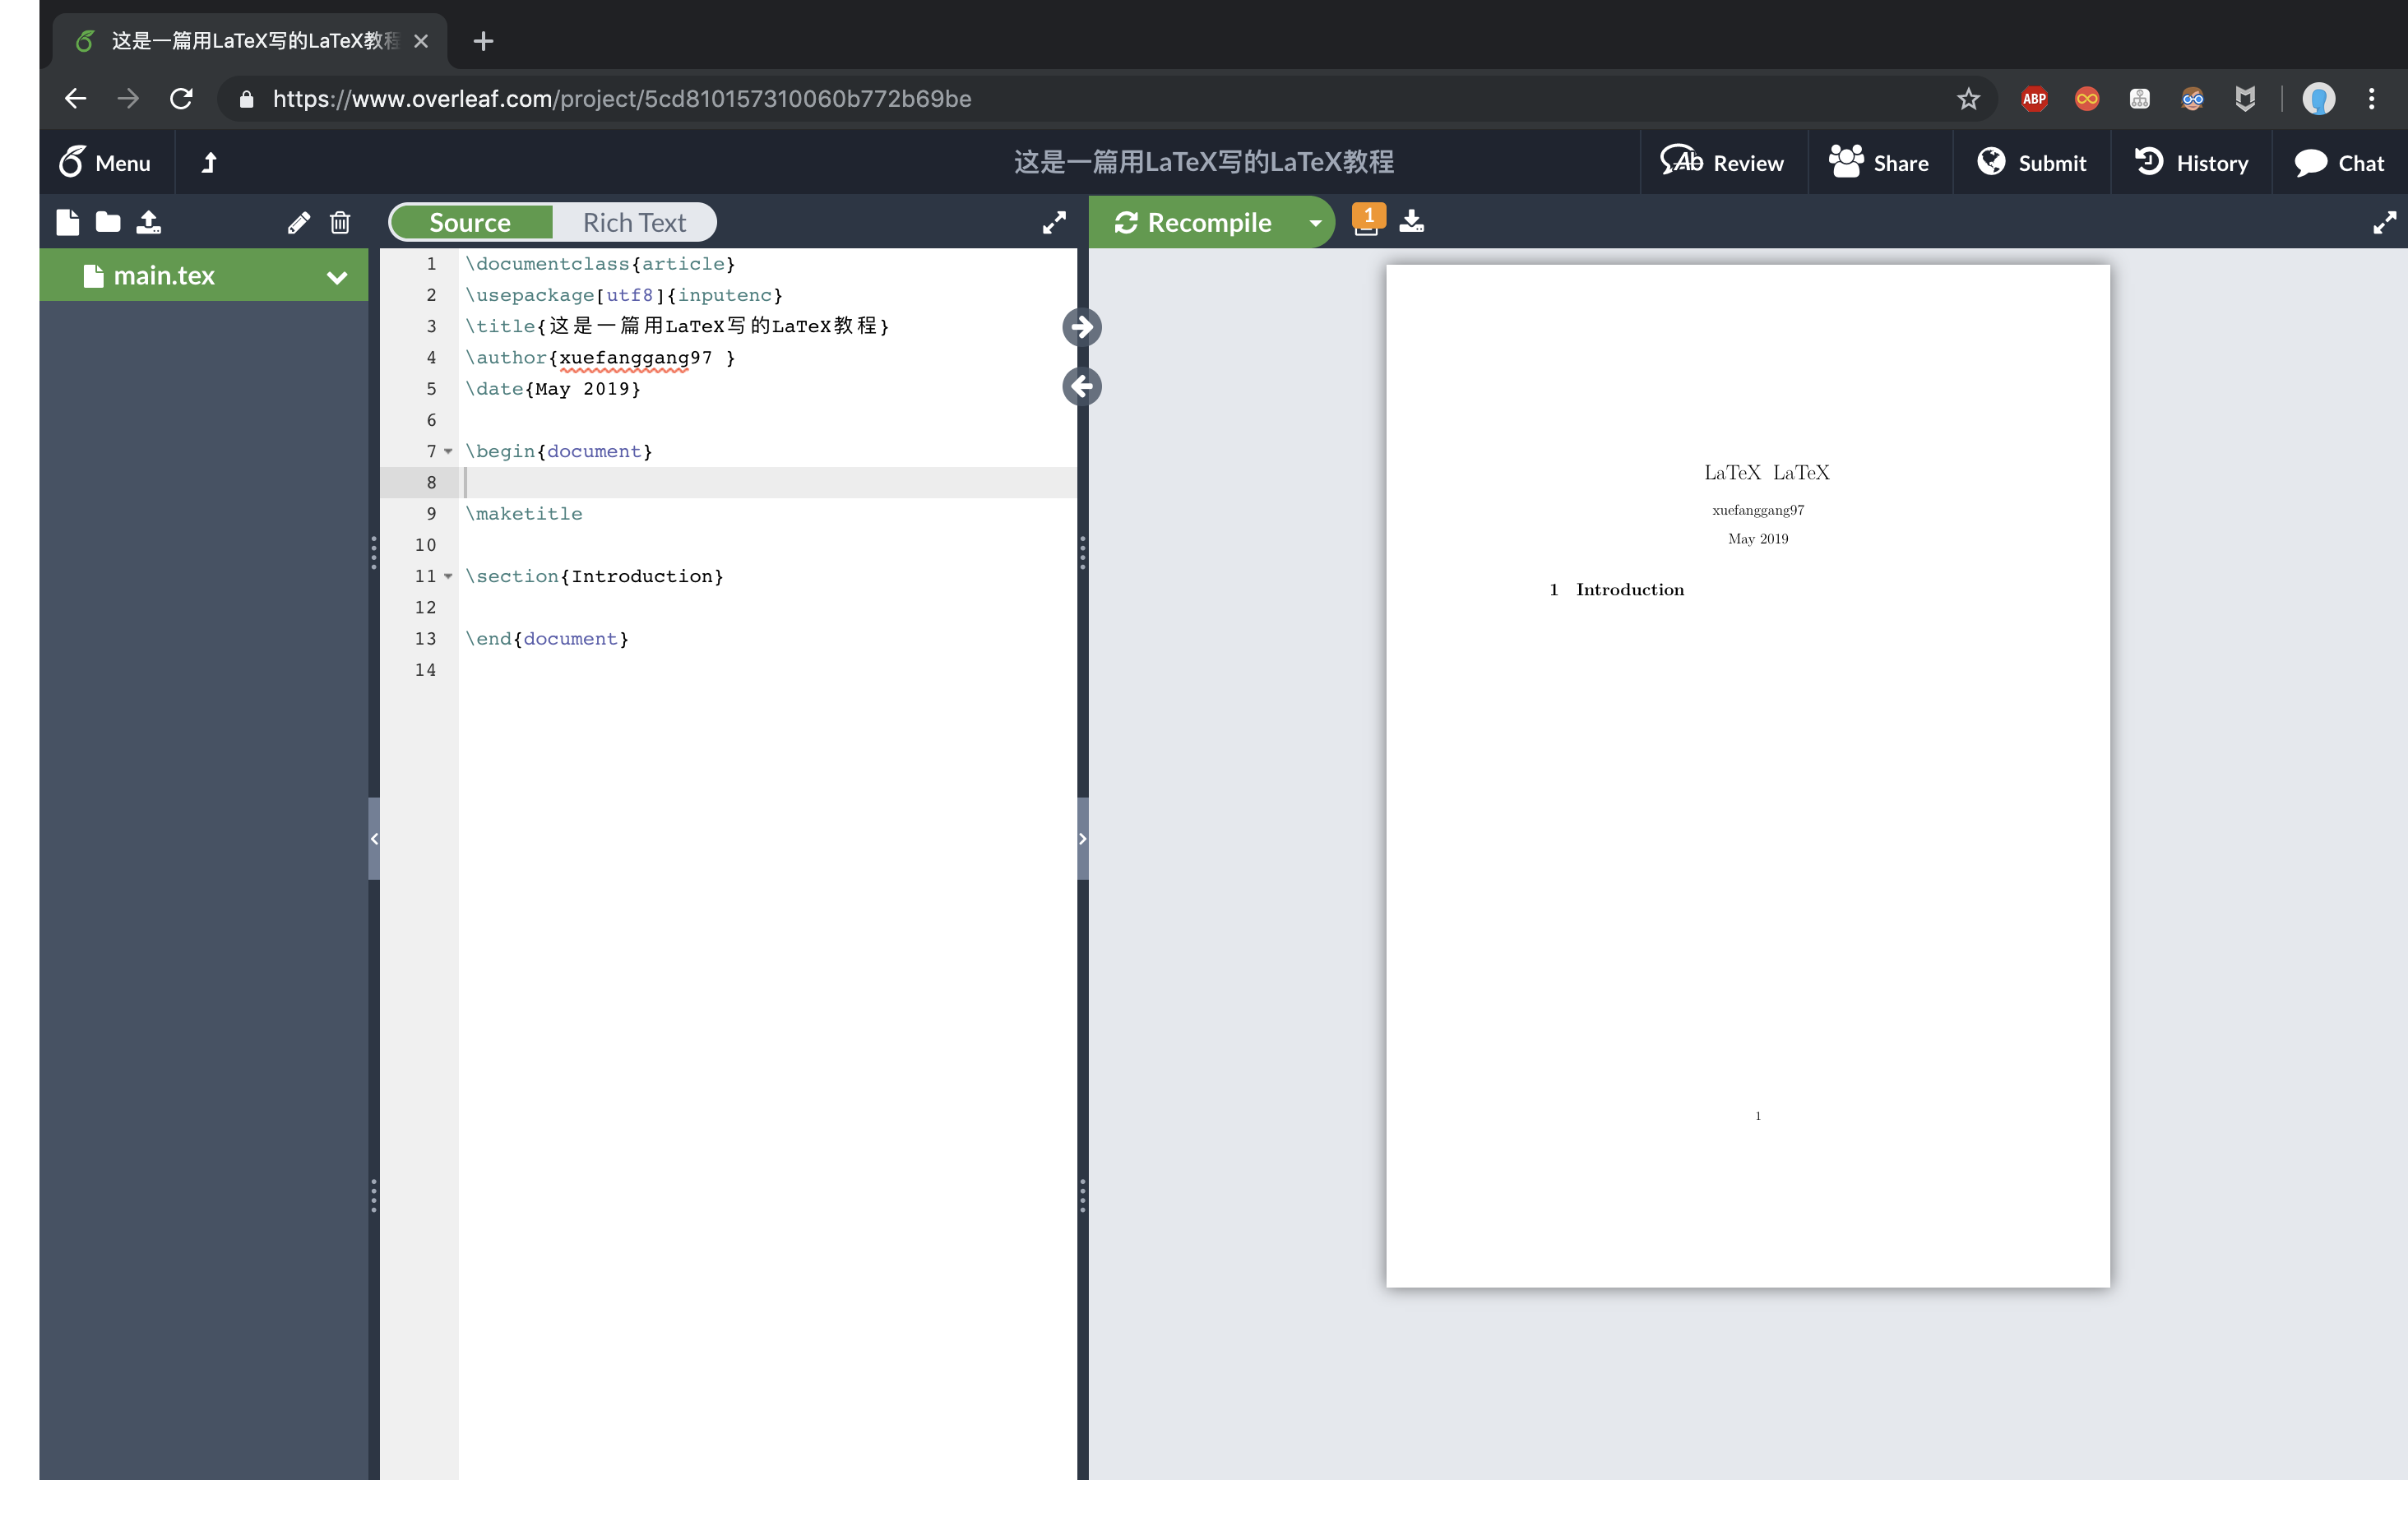 这是一篇用LaTeX写的LaTeX教程
https://www.overleaf.com/project/5cd810157310060b772b69be
ABP
Menu
这是一篇用LaTeX写的LaTeX教程
Ab Review
Share
Submit
History
Chat
Source
Rich Text
Recompile
1
main.tex
1 \documentclass{article}
2 \usepackage[utf8]{inputenc}
3 \title{这是一篇用LaTeX写的LaTeX教程}
4 \author{xuefanggang97 }
5 \date{May 2019}
6
7 \begin{document}
8
9 \maketitle
10
11 \section{Introduction}
12
13 \end{document}
14
LaTeX LaTeX
xuefanggang97
May 2019
1 Introduction
1